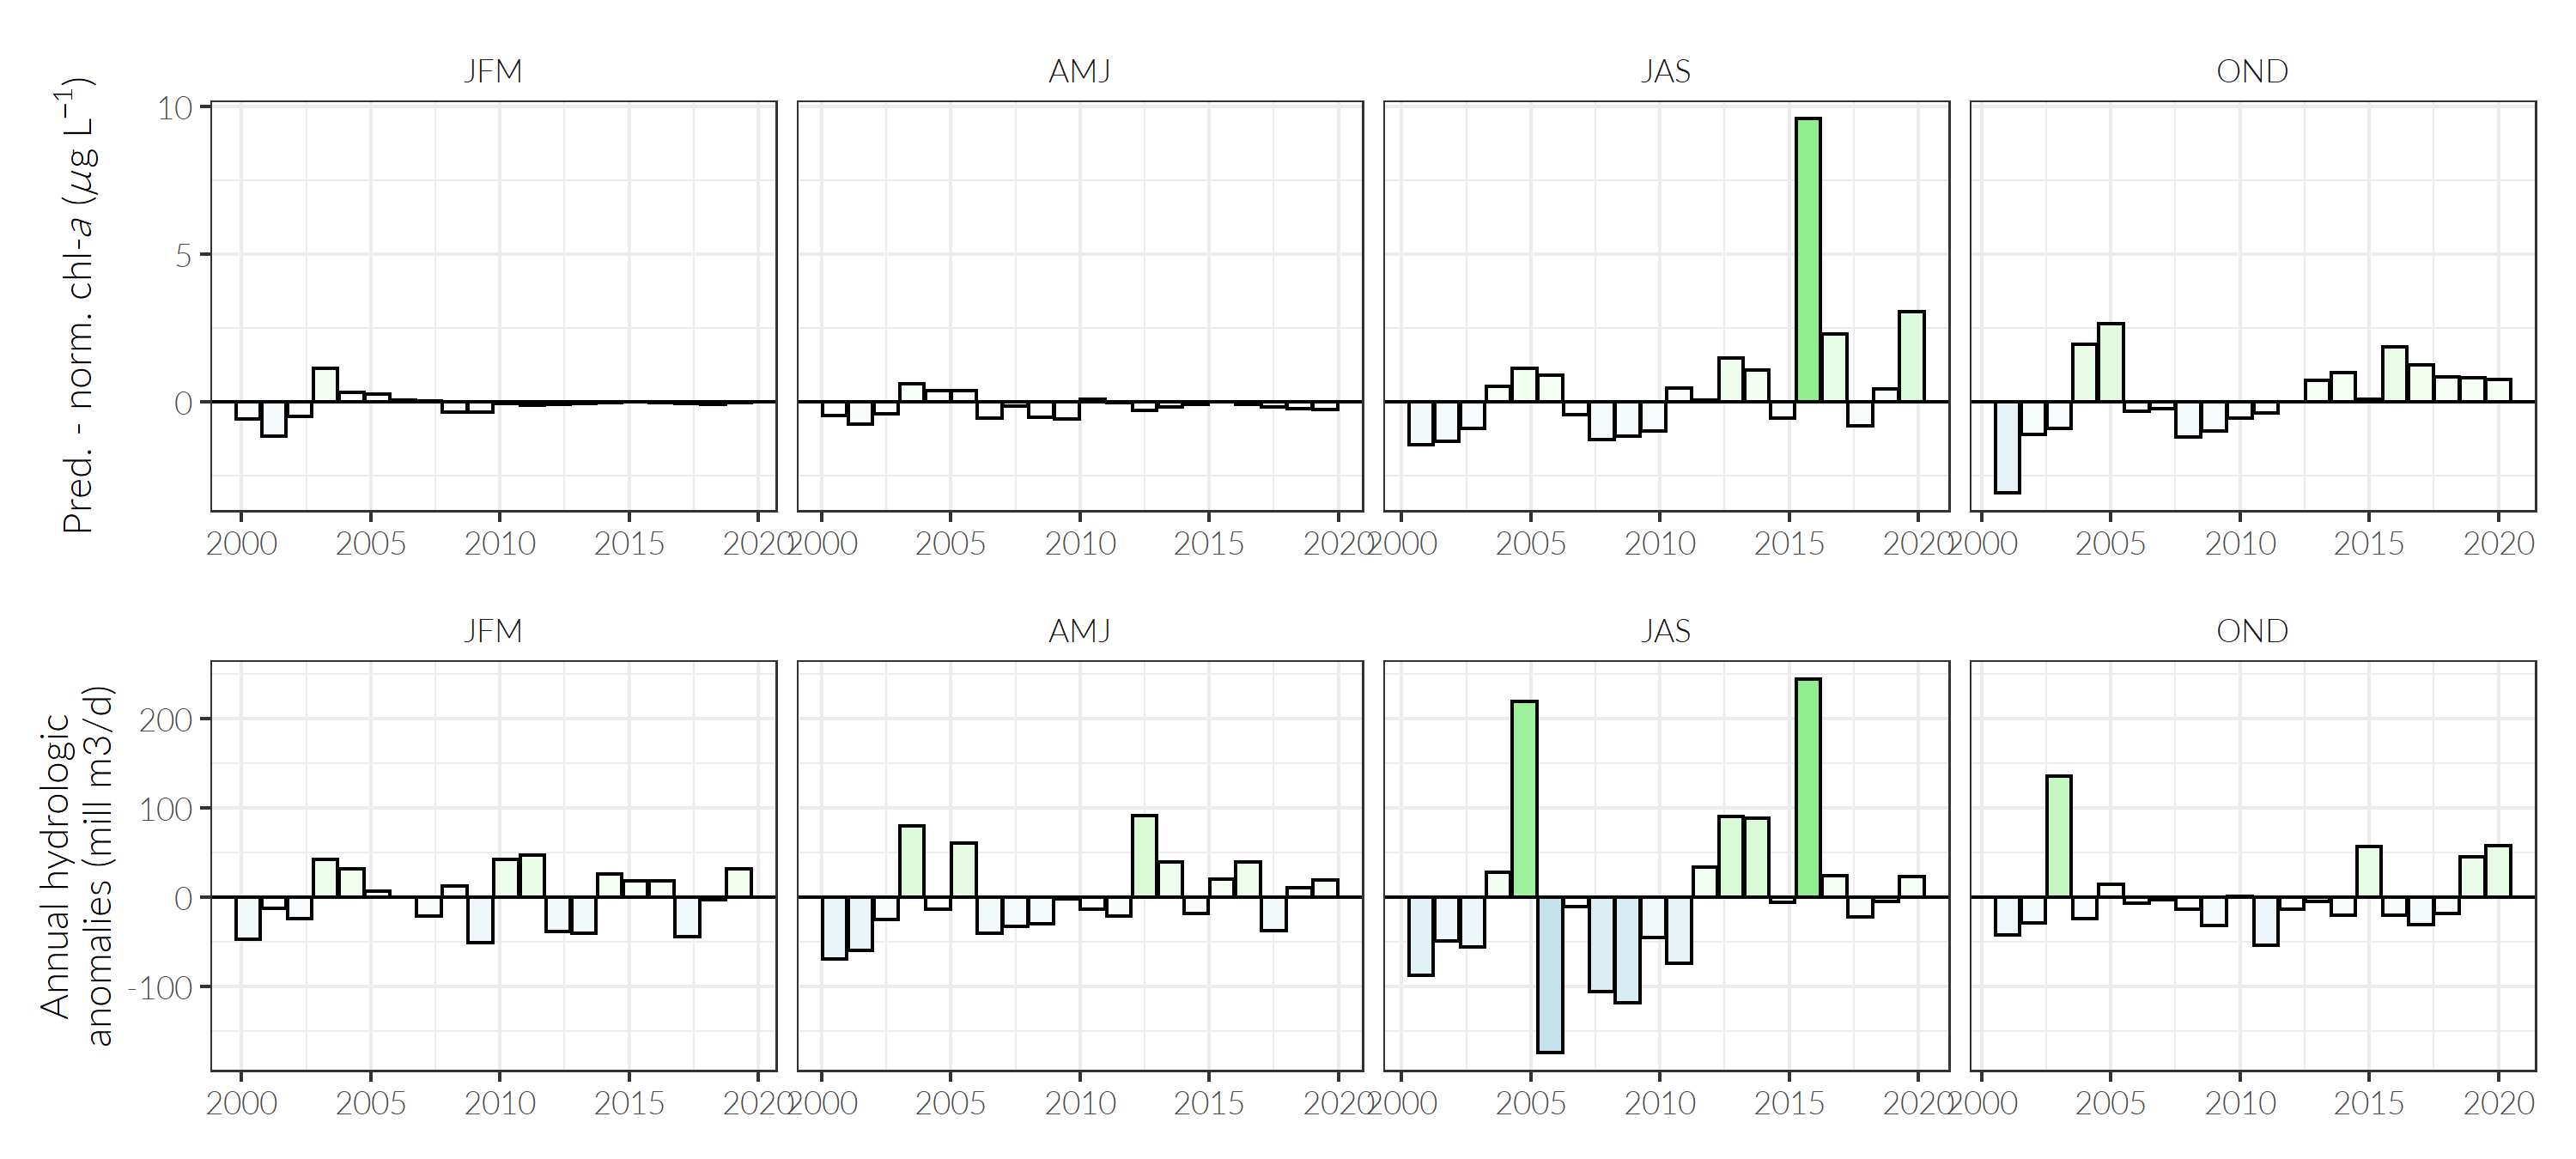 JFM AMJ JAS OND
Pred. - norm. chl-a (μg L⁻¹)
10
5
0
2000 2005 2010 2015 2020 2000 2005 2010 2015 2020 2000 2005 2010 2015 2020 2000 2005 2010 2015 2020
JFM AMJ JAS OND
Annual hydrologic
anomalies (mill m3/d)
200
100
0
-100
2000 2005 2010 2015 2020 2000 2005 2010 2015 2020 2000 2005 2010 2015 2020 2000 2005 2010 2015 2020